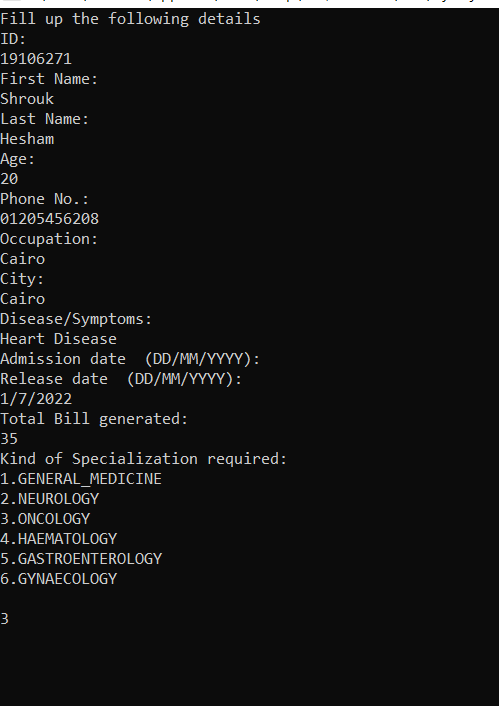 Fill up the following details
ID:
19106271
First Name:
Shrouk
Last Name:
Hesham
Age:
20
Phone No.:
01205456208
Occupation:
Cairo
City:
Cairo
Disease/Symptoms:
Heart Disease
Admission date  (DD/MM/YYYY):
Release date  (DD/MM/YYYY):
1/7/2022
Total Bill generated:
35
Kind of Specialization required:
1.GENERAL_MEDICINE
2.NEUROLOGY
3.ONCOLOGY
4.HAEMATOLOGY
5.GASTROENTEROLOGY
6.GYNAECOLOGY
3